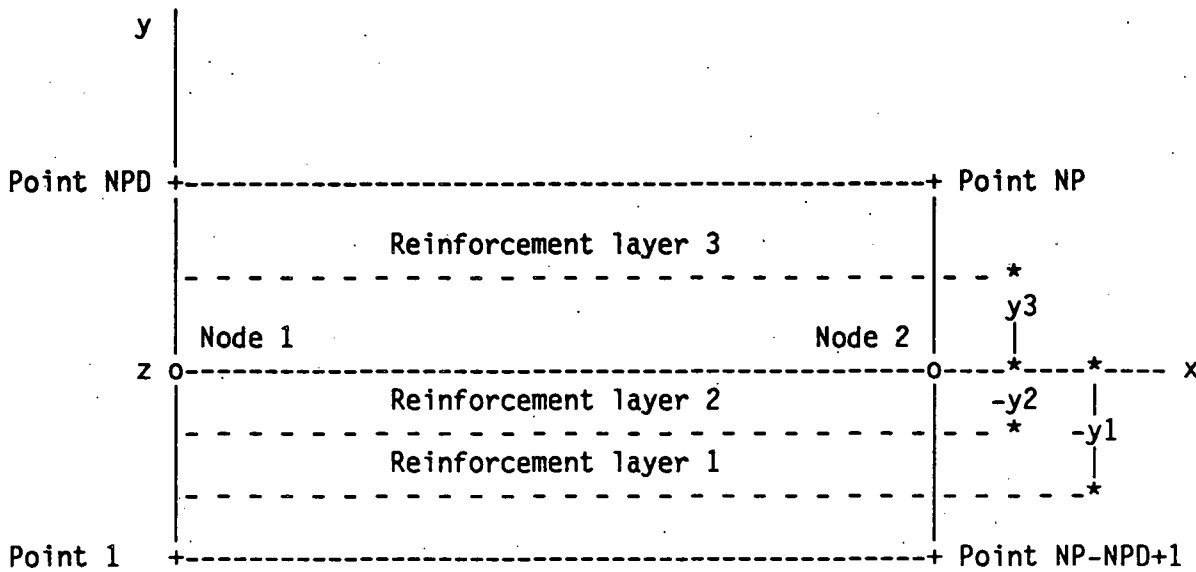 y
Point NPD + Point NP
Reinforcement layer 3
*
y3
Node 1 Node 2
z o o * * x
Reinforcement layer 2 -y2
* -y1
Reinforcement layer 1
*
Point 1 + + Point NP-NPD+1